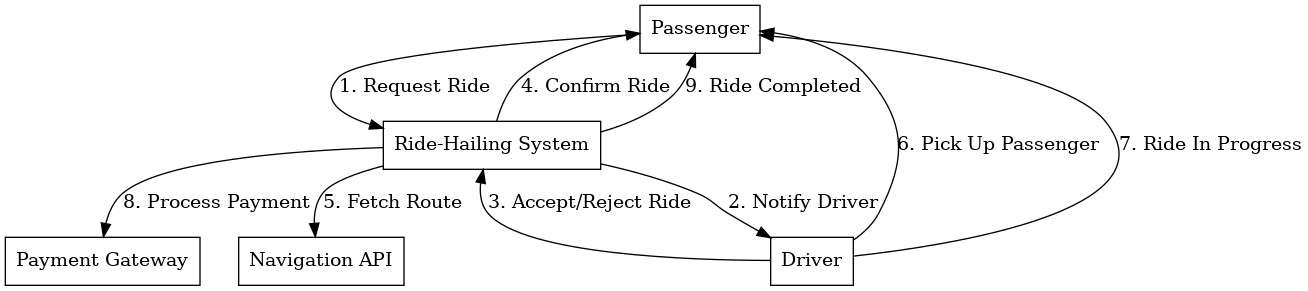 Passenger
1. Request Ride
4. Confirm Ride
9. Ride Completed
Ride-Hailing System
6. Pick Up Passenger
7. Ride In Progress
8. Process Payment
5. Fetch Route
3. Accept/Reject Ride
2. Notify Driver
Payment Gateway
Navigation API
Driver